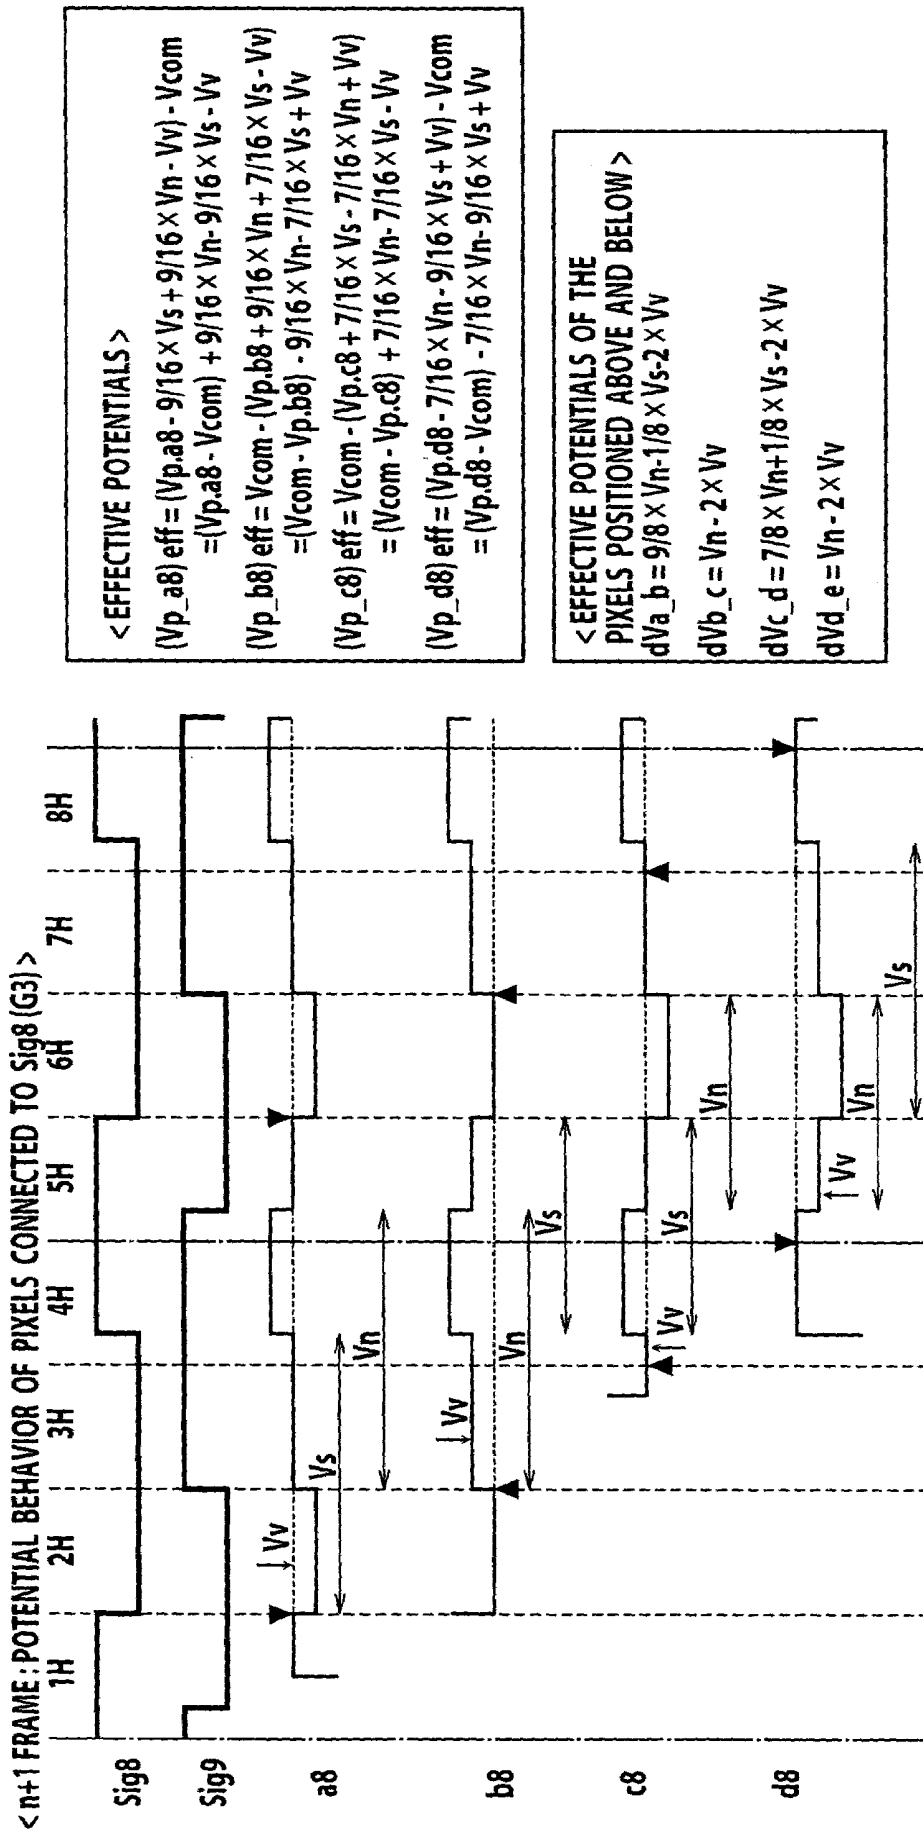 < n+1 FRAME : POTENTIAL BEHAVIOR OF PIXELS CONNECTED TO Sig8 (G3) >
1H 2H 3H 4H 5H 6H 7H 8H
Sig8
Sig9
a8
Vv
Vs
Vn
b8
Vv
Vn
Vs
c8
Vv
Vs
Vn
d8
Vv
Vn
Vs
< EFFECTIVE POTENTIALS >
(Vp_a8) eff = (Vp.a8 - 9/16 × Vs + 9/16 × Vn - Vv) - Vcom
=(Vp.a8 - Vcom) + 9/16 × Vn- 9/16 × Vs - Vv
(Vp_b8) eff = Vcom - (Vp.b8 + 9/16 × Vn + 7/16 × Vs - Vv)
=(Vcom - Vp.b8) - 9/16 × Vn- 7/16 × Vs + Vv
(Vp_c8) eff = Vcom - (Vp.c8 + 7/16 × Vs - 7/16 × Vn + Vv)
= (Vcom - Vp.c8) + 7/16 × Vn- 7/16 × Vs - Vv
(Vp_d8) eff = (Vp.d8 - 7/16 × Vn - 9/16 × Vs + Vv) - Vcom
= (Vp.d8 - Vcom) - 7/16 × Vn- 9/16 × Vs + Vv
< EFFECTIVE POTENTIALS OF THE
PIXELS POSITIONED ABOVE AND BELOW >
dVa_b = 9/8 × Vn-1/8 × Vs-2 × Vv
dVb_c = Vn - 2 × Vv
dVc_d = 7/8 × Vn+1/8 × Vs-2 × Vv
dVd_e = Vn - 2 × Vv